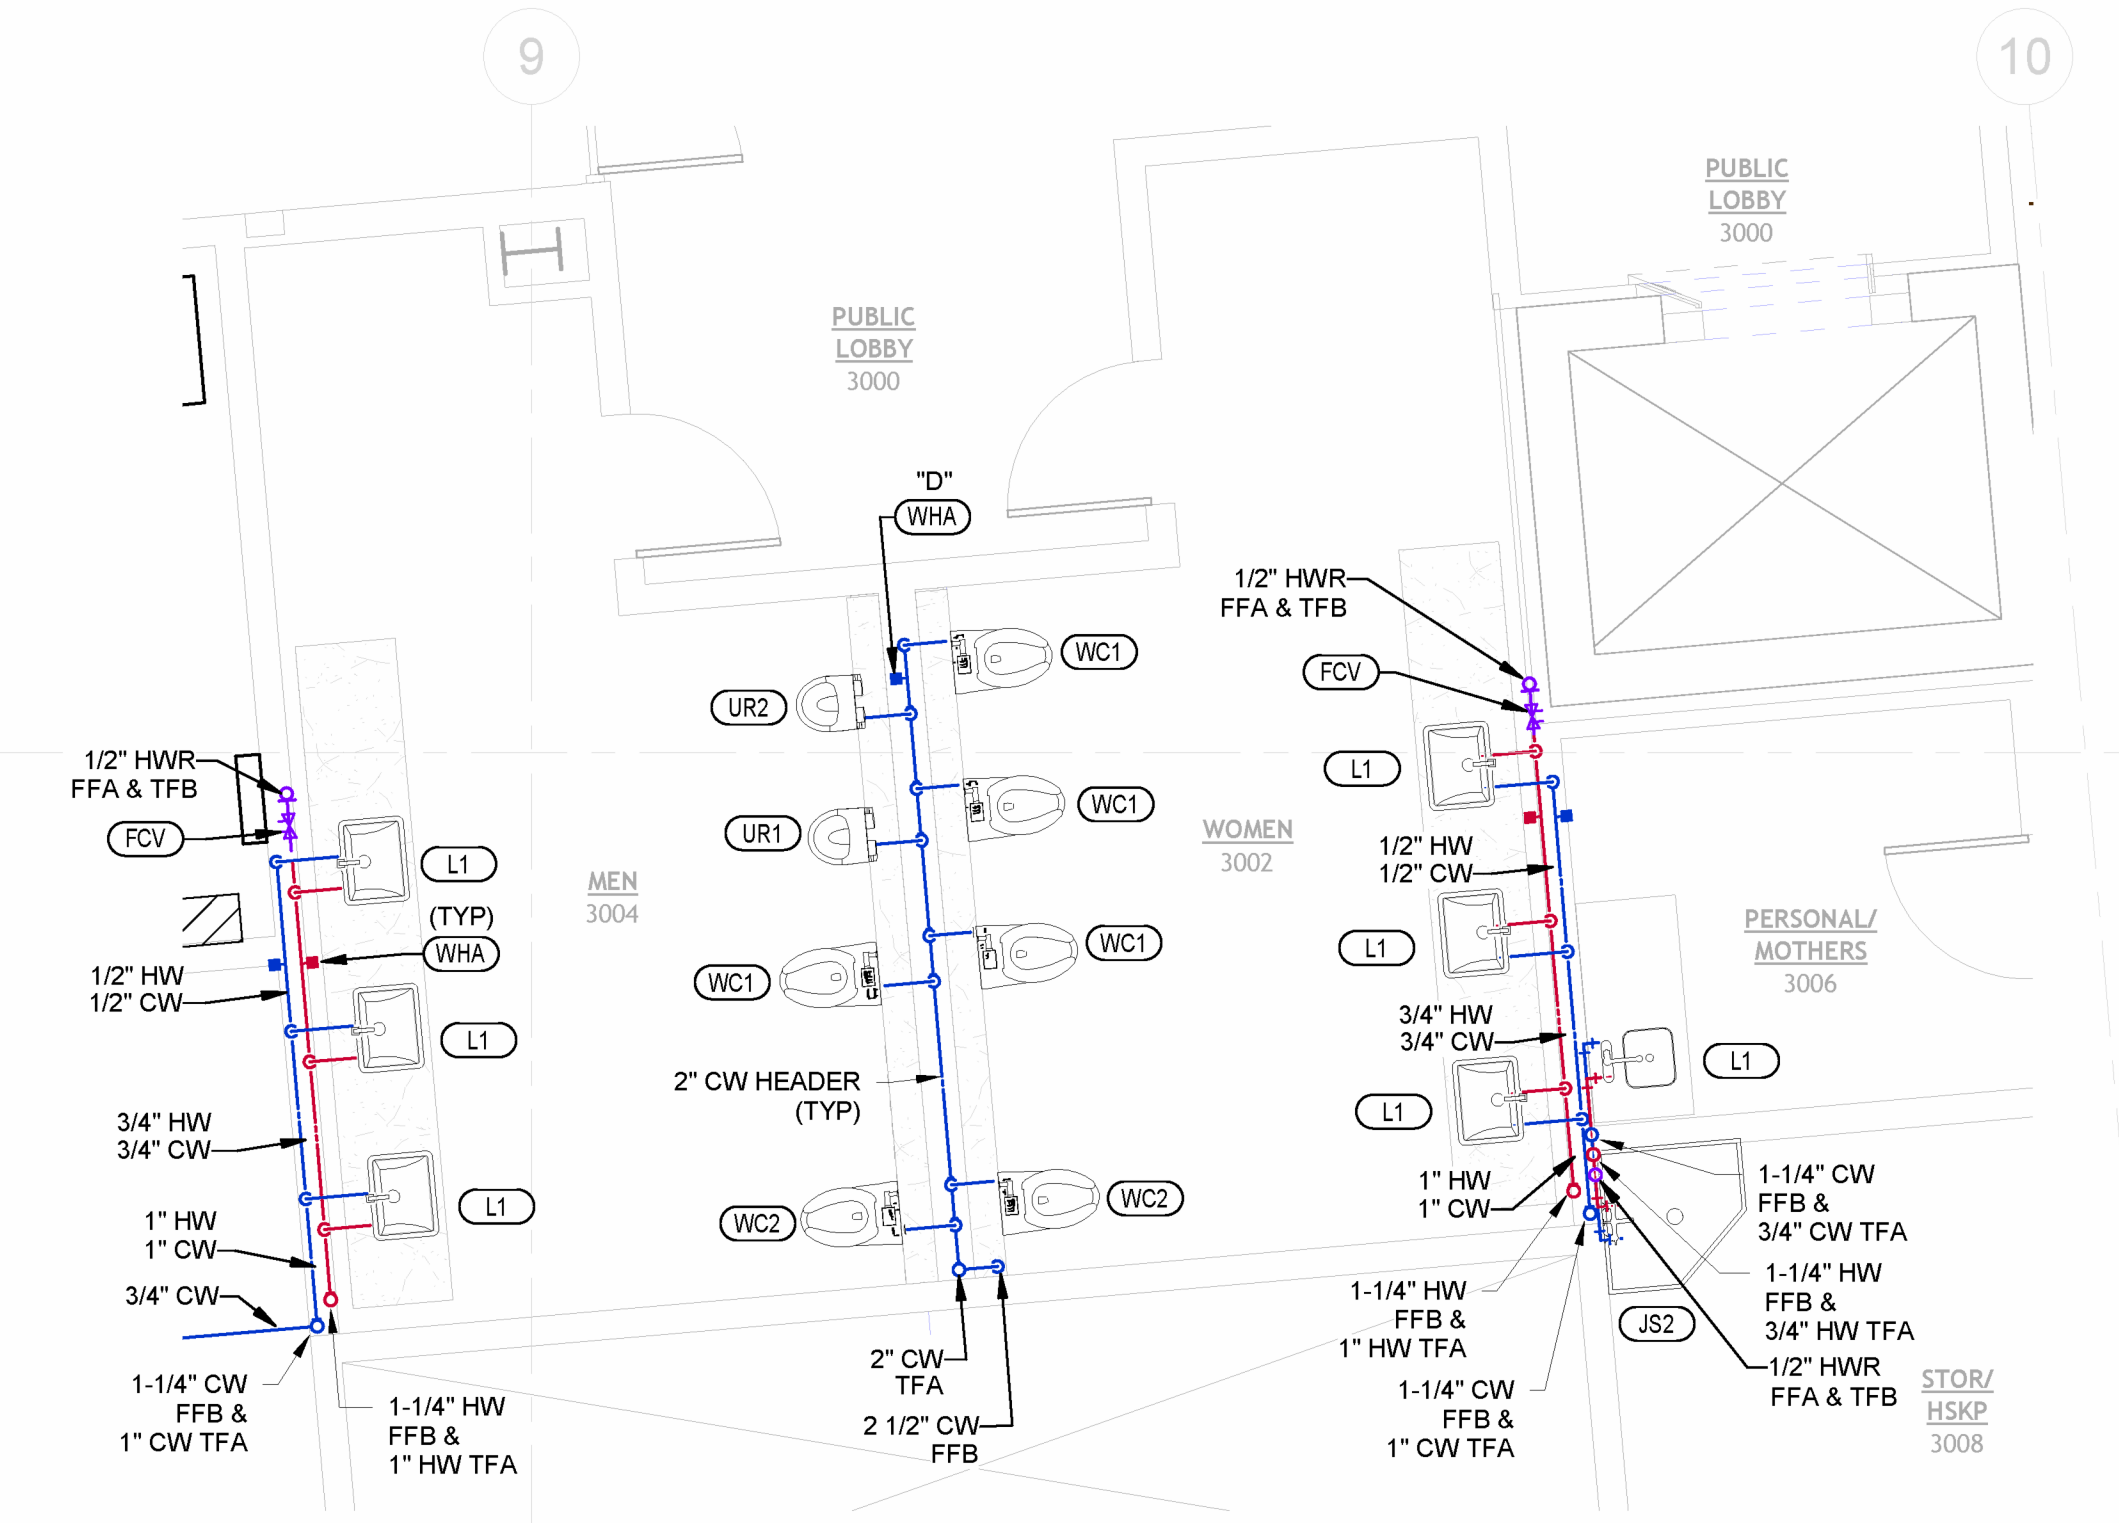 9
10
PUBLIC
LOBBY
3000
PUBLIC
LOBBY
3000
"D"
WHA
1/2" HWR
FFA & TFB
FCV
WC1
UR2
L1
WC1
UR1
1/2" HWR
FFA & TFB
FCV
L1
(TYP)
WHA
MEN
3004
WOMEN
3002
1/2" HW
1/2" CW
L1
WC1
WC1
PERSONAL/
MOTHERS
3006
1/2" HW
1/2" CW
L1
3/4" HW
3/4" CW
L1
L1
2" CW HEADER
(TYP)
3/4" HW
3/4" CW
L1
1" HW
1" CW
WC2
WC2
1-1/4" CW
FFB &
3/4" CW TFA
1" HW
1" CW
3/4" CW
1-1/4" HW
FFB &
1" HW TFA
1-1/4" HW
FFB &
3/4" HW TFA
JS2
2" CW
TFA
1/2" HWR
FFA & TFB
1-1/4" CW
FFB &
1" CW TFA
1-1/4" HW
FFB &
1" HW TFA
2 1/2" CW
FFB
1-1/4" CW
FFB &
1" CW TFA
STOR/
HSKP
3008